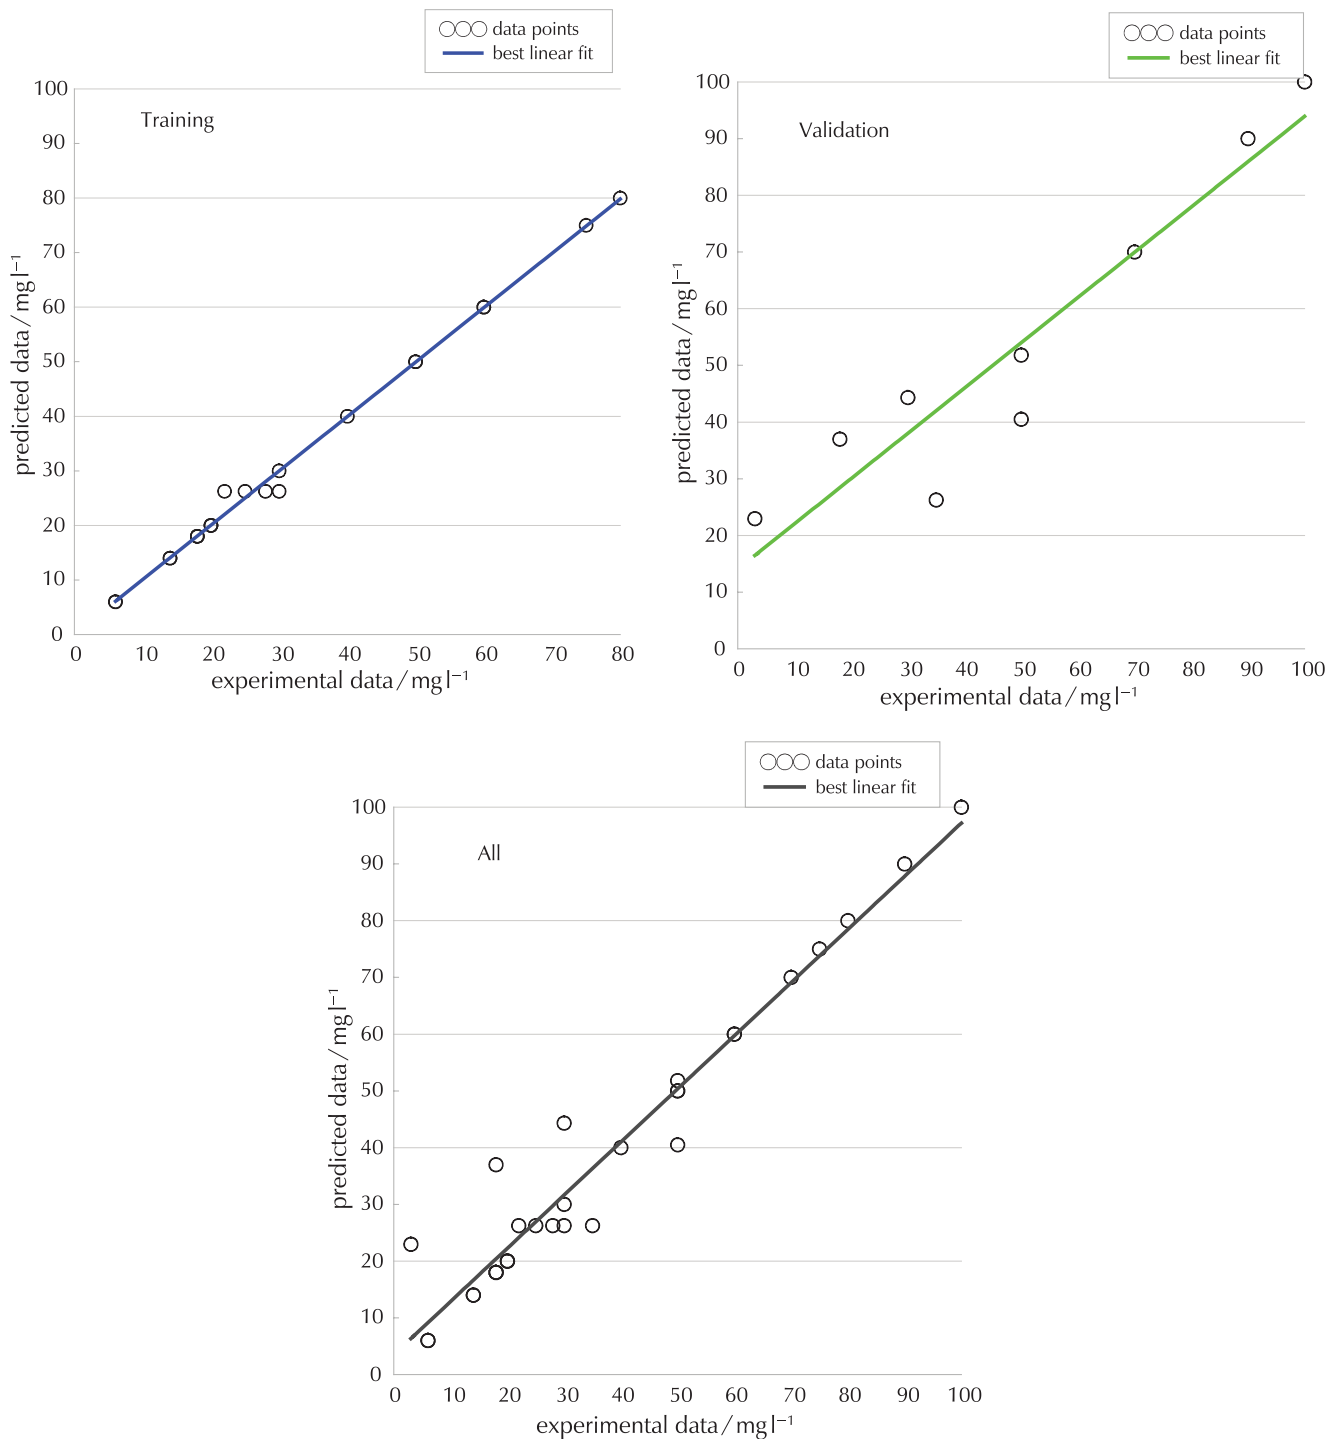 data points
best linear fit
Training
100
90
80
70
60
50
40
30
20
10
0
predicted data / mg l⁻¹
0 10 20 30 40 50 60 70 80
experimental data / mg l⁻¹
data points
best linear fit
Validation
100
90
80
70
60
50
40
30
20
10
0
predicted data / mg l⁻¹
0 10 20 30 40 50 60 70 80 90 100
experimental data / mg l⁻¹
data points
best linear fit
All
100
90
80
70
60
50
40
30
20
10
0
predicted data / mg l⁻¹
0 10 20 30 40 50 60 70 80 90 100
experimental data / mg l⁻¹